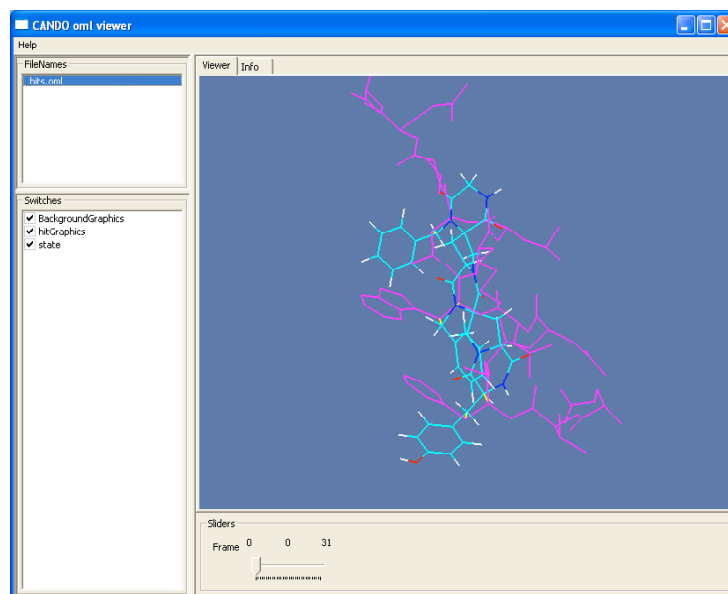 CANDO oml viewer
Help
FileNames
hits.oml
Switches
BackgroundGraphics
hitGraphics
state
Viewer
Info
Sliders
Frame 0 0 31